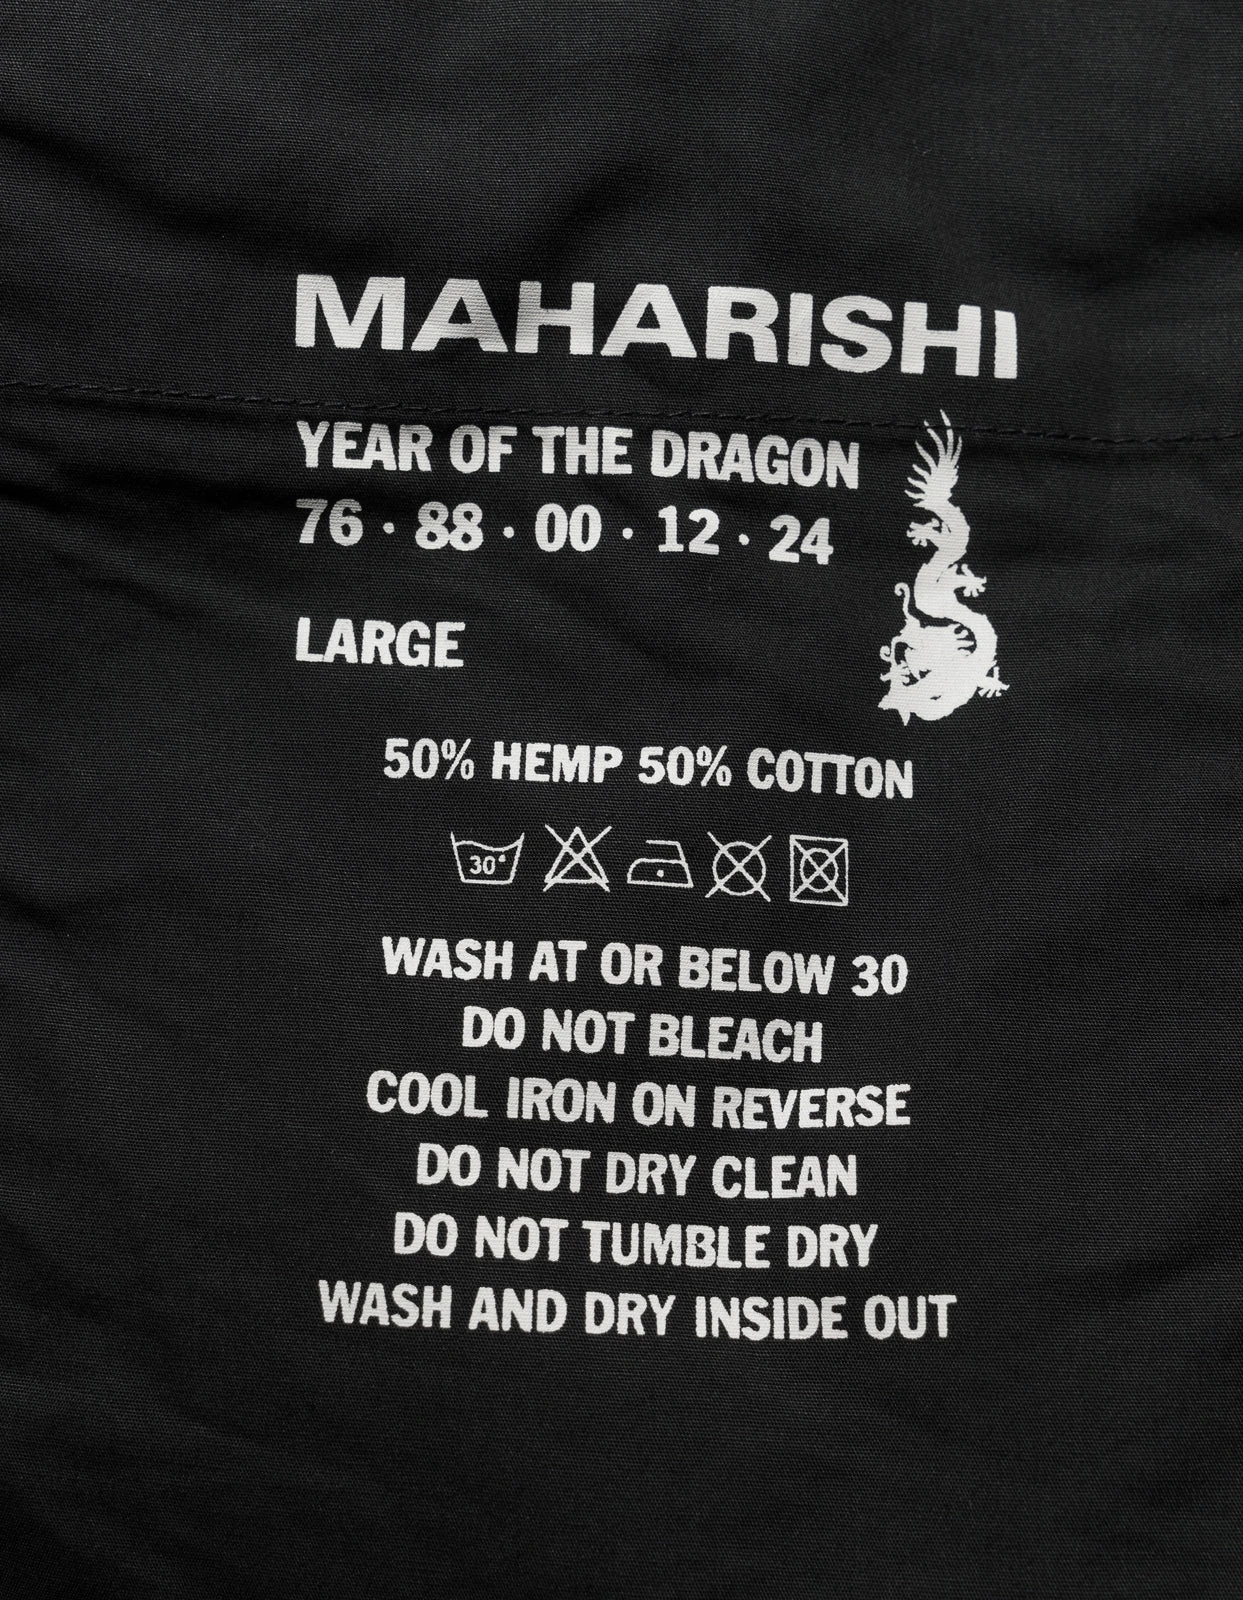 MAHARISHI
YEAR OF THE DRAGON
76 · 88 · 00 · 12 · 24
LARGE
50% HEMP 50% COTTON
30°
WASH AT OR BELOW 30
DO NOT BLEACH
COOL IRON ON REVERSE
DO NOT DRY CLEAN
DO NOT TUMBLE DRY
WASH AND DRY INSIDE OUT